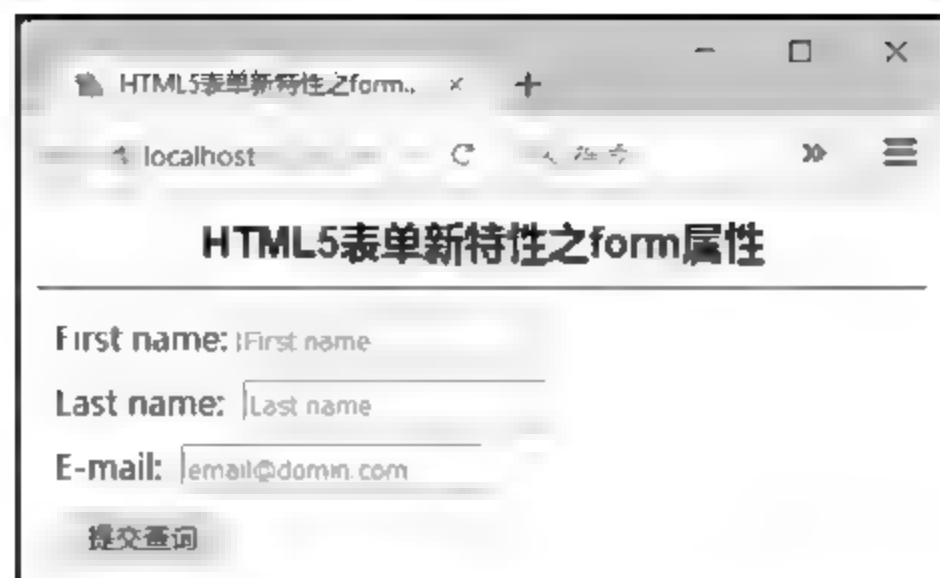 HTML5表单新特性之form..
localhost
HTML5表单新特性之form属性
First name: First name
Last name: Last name
E-mail: email@domin.com
提交查询